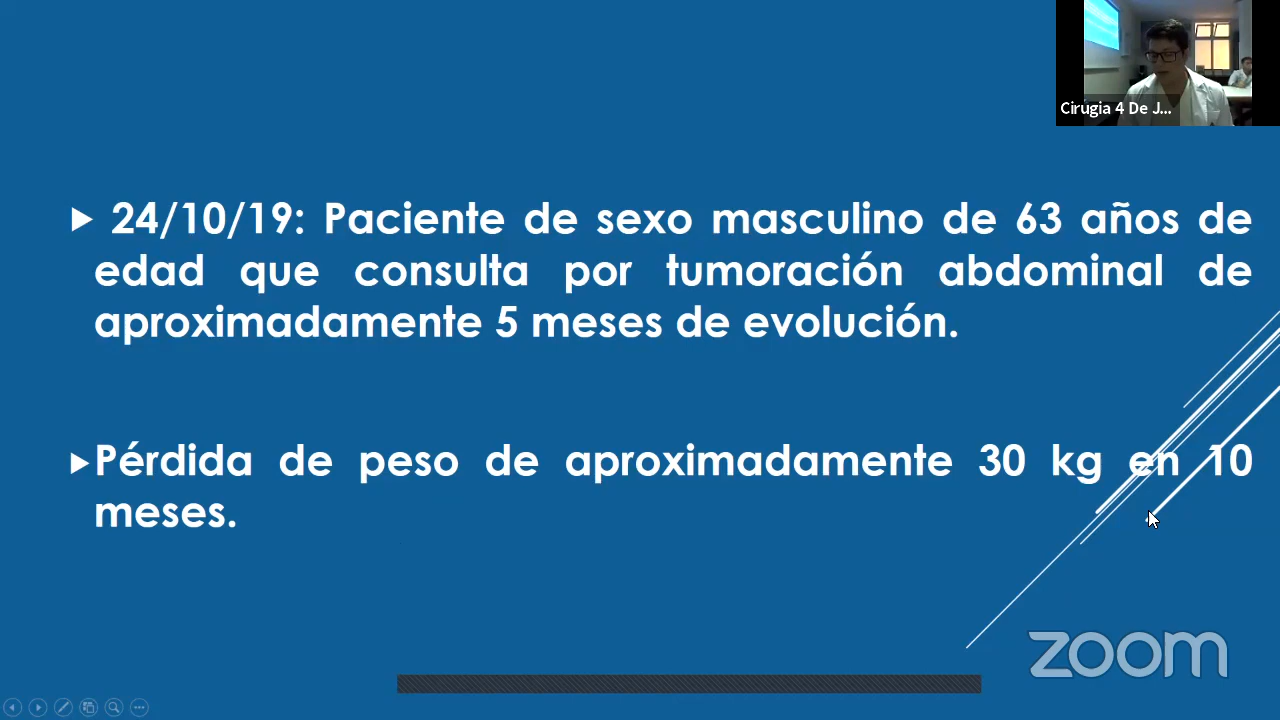 Cirugia 4 De J...
24/10/19: Paciente de sexo masculino de 63 años de
edad que consulta por tumoración abdominal de
aproximadamente 5 meses de evolución.
Pérdida de peso de aproximadamente 30 kg en 10
meses.
zoom